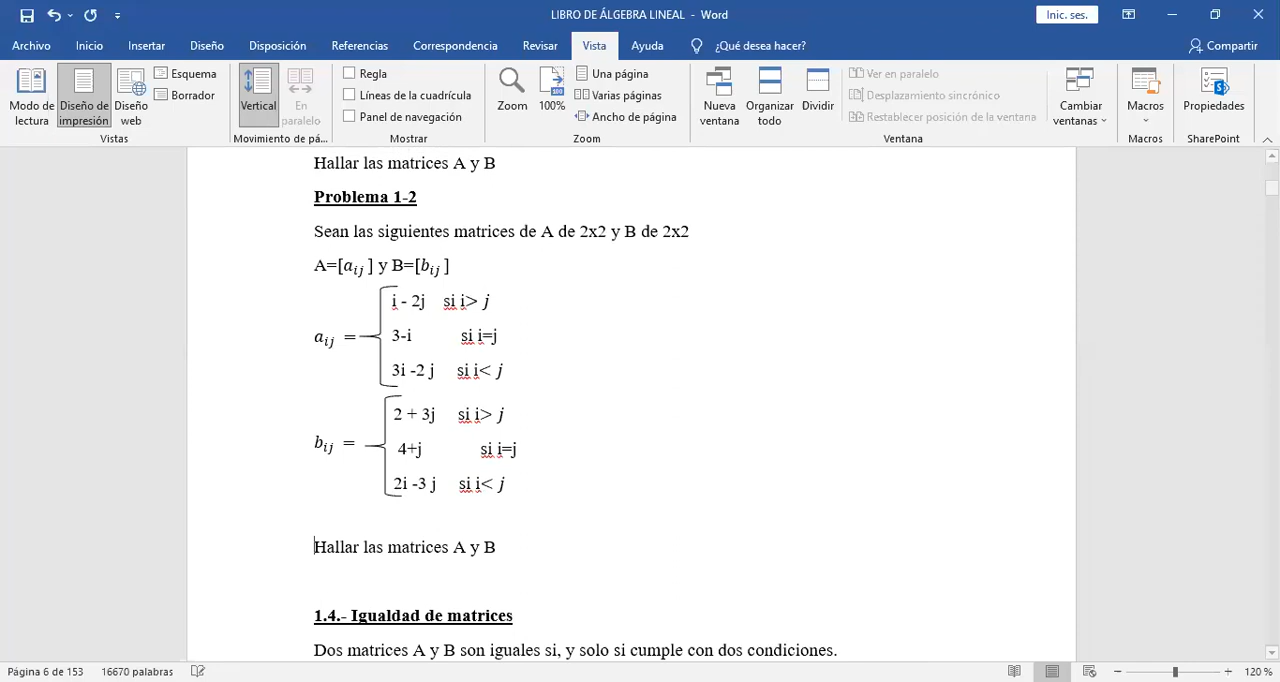 LIBRO DE ÁLGEBRA LINEAL - Word
Inic. ses.
Archivo Inicio Insertar Diseño Disposición Referencias Correspondencia Revisar Vista Ayuda ¿Qué desea hacer? Compartir
Modo de lectura
Diseño de impresión
Diseño web
Esquema
Borrador
Vistas
Vertical
En paralelo
Movimiento de pá...
Regla
Líneas de la cuadrícula
Panel de navegación
Mostrar
Zoom
100
100%
Una página
Varias páginas
Ancho de página
Zoom
Nueva ventana
Organizar todo
Dividir
Ver en paralelo
Desplazamiento sincrónico
Restablecer posición de la ventana
Cambiar ventanas
Ventana
Macros
Macros
Propiedades
SharePoint
Hallar las matrices A y B
Problema 1-2
Sean las siguientes matrices de A de 2x2 y B de 2x2
A=[aij ] y B=[bij ]
i - 2j si i> j
aij = 3-i si i=j
3i -2 j si i< j
2 + 3j si i> j
bij = 4+j si i=j
2i -3 j si i< j
Hallar las matrices A y B
1.4.- Igualdad de matrices
Dos matrices A y B son iguales si, y solo si cumple con dos condiciones.
Página 6 de 153 16670 palabras 120 %